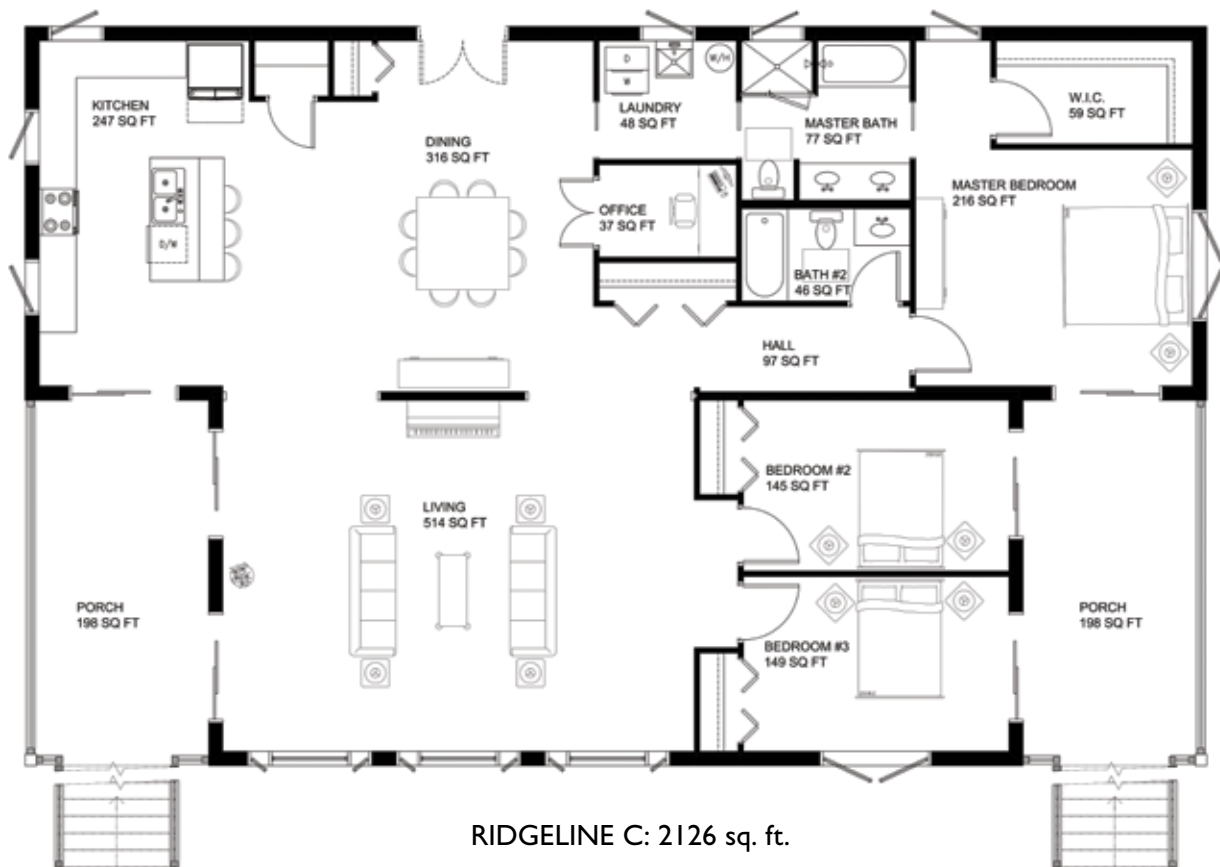 KITCHEN
247 SQ FT
DINING
316 SQ FT
D
W
W/H
LAUNDRY
48 SQ FT
MASTER BATH
77 SQ FT
W.I.C.
59 SQ FT
MASTER BEDROOM
216 SQ FT
OFFICE
37 SQ FT
D/W
BATH #2
46 SQ FT
HALL
97 SQ FT
LIVING
514 SQ FT
BEDROOM #2
145 SQ FT
PORCH
198 SQ FT
BEDROOM #3
149 SQ FT
PORCH
198 SQ FT
RIDGELINE C: 2126 sq. ft.